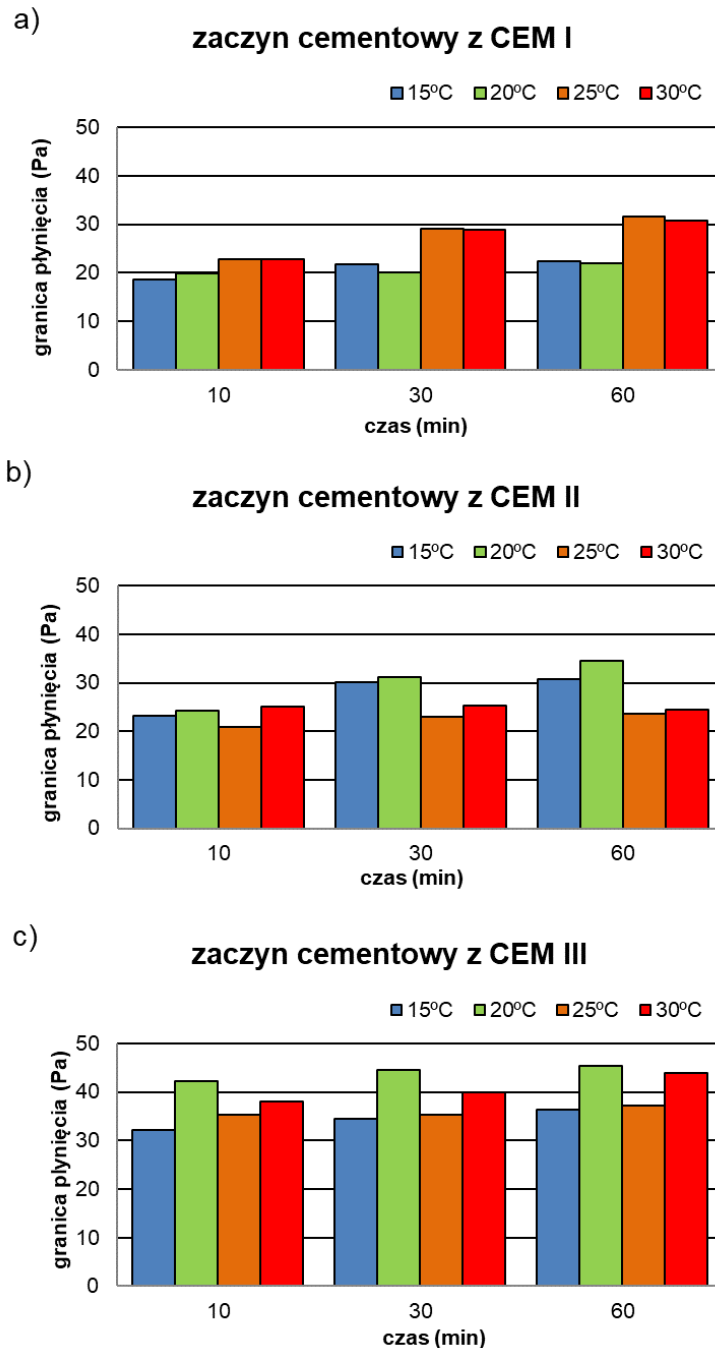 a)
zaczyn cementowy z CEM I
15ºC 20ºC 25ºC 30ºC
granica płynięcia (Pa)
50
40
30
20
10
0
10 30 60
czas (min)
b)
zaczyn cementowy z CEM II
15ºC 20ºC 25ºC 30ºC
granica płynięcia (Pa)
50
40
30
20
10
0
10 30 60
czas (min)
c)
zaczyn cementowy z CEM III
15ºC 20ºC 25ºC 30ºC
granica płynięcia (Pa)
50
40
30
20
10
0
10 30 60
czas (min)